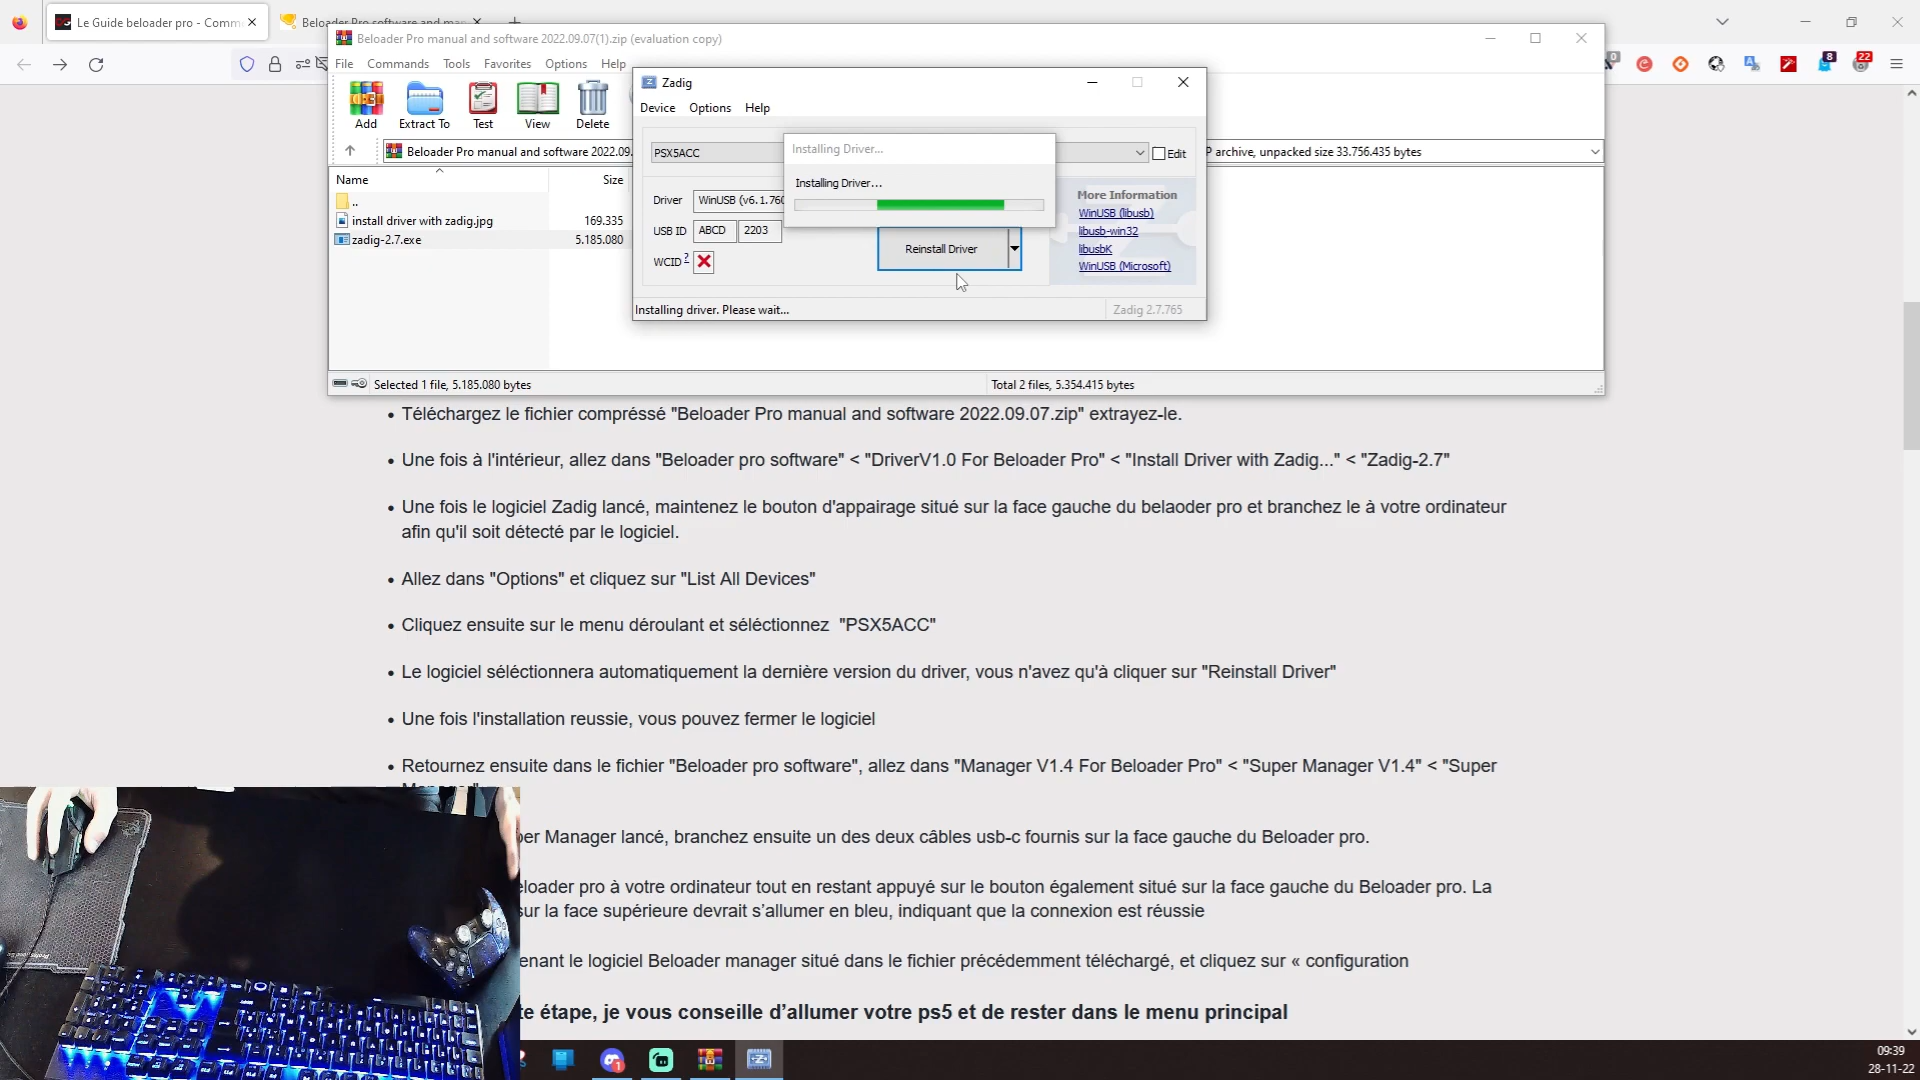 Le Guide beloader pro - Comm
Beloader Pro software and ma
Beloader Pro manual and software 2022.09.07(1).zip (evaluation copy)
File Commands Tools Favorites Options Help
Add Extract To Test View Delete
Beloader Pro manual and software 2022.09.
P archive, unpacked size 33.756.435 bytes
Name Size
..
install driver with zadig.jpg 169.335
zadig-2.7.exe 5.185.080
Selected 1 file, 5.185.080 bytes
Total 2 files, 5.354.415 bytes
Zadig
Device Options Help
PSX5ACC
Edit
Installing Driver...
Installing Driver...
Driver WinUSB (v6.1.760
USB ID ABCD 2203
WCID ?
Reinstall Driver
More Information
WinUSB (libusb)
libusb-win32
libusbK
WinUSB (Microsoft)
Installing driver. Please wait...
Zadig 2.7.765
0
8
22
• Téléchargez le fichier compréssé "Beloader Pro manual and software 2022.09.07.zip" extrayez-le.
• Une fois à l'intérieur, allez dans "Beloader pro software" < "DriverV1.0 For Beloader Pro" < "Install Driver with Zadig..." < "Zadig-2.7"
• Une fois le logiciel Zadig lancé, maintenez le bouton d'appairage situé sur la face gauche du belaoder pro et branchez le à votre ordinateur
afin qu'il soit détecté par le logiciel.
• Allez dans "Options" et cliquez sur "List All Devices"
• Cliquez ensuite sur le menu déroulant et séléctionnez "PSX5ACC"
• Le logiciel séléctionnera automatiquement la dernière version du driver, vous n'avez qu'à cliquer sur "Reinstall Driver"
• Une fois l'installation reussie, vous pouvez fermer le logiciel
• Retournez ensuite dans le fichier "Beloader pro software", allez dans "Manager V1.4 For Beloader Pro" < "Super Manager V1.4" < "Super
per Manager lancé, branchez ensuite un des deux câbles usb-c fournis sur la face gauche du Beloader pro.
eloader pro à votre ordinateur tout en restant appuyé sur le bouton également situé sur la face gauche du Beloader pro. La
sur la face supérieure devrait s’allumer en bleu, indiquant que la connexion est réussie
enant le logiciel Beloader manager situé dans le fichier précédemment téléchargé, et cliquez sur « configuration
te étape, je vous conseille d’allumer votre ps5 et de rester dans le menu principal
1
09:39
28-11-22